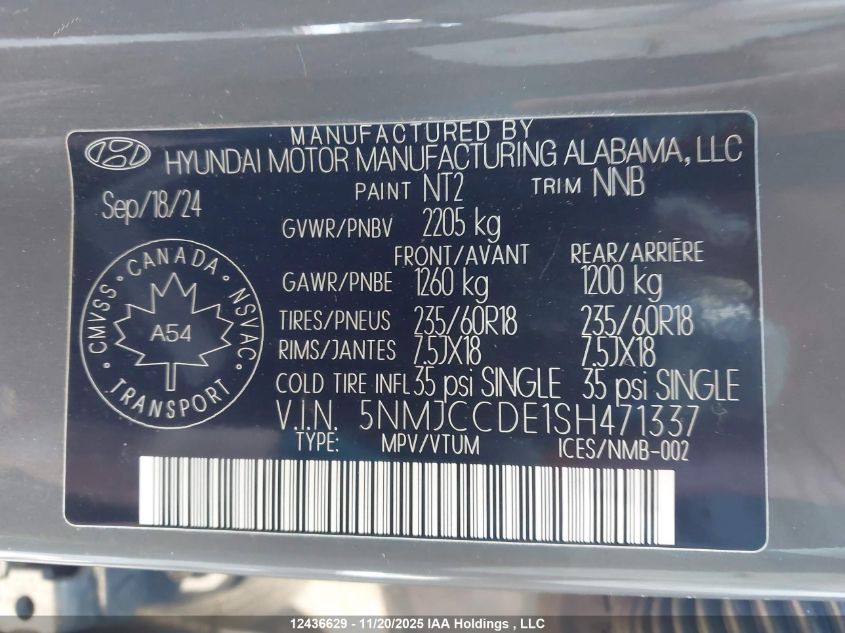 MANUFACTURED BY
HYUNDAI MOTOR MANUFACTURING ALABAMA, LLC
PAINT NT2 TRIM NNB
Sep/18/24
GVWR/PNBV 2205 kg
FRONT/AVANT REAR/ARRIÈRE
GAWR/PNBE 1260 kg 1200 kg
TIRES/PNEUS 235/60R18 235/60R18
RIMS/JANTES 7.5JX18 7.5JX18
COLD TIRE INFL 35 psi SINGLE 35 psi SINGLE
V.I.N. 5NMJCCDE1SH471337
TYPE: MPV/VTUM ICES/NMB-002
CMVSS · CANADA · NSVAC · TRANSPORT ·
A54
12436629 - 11/20/2025 IAA Holdings , LLC